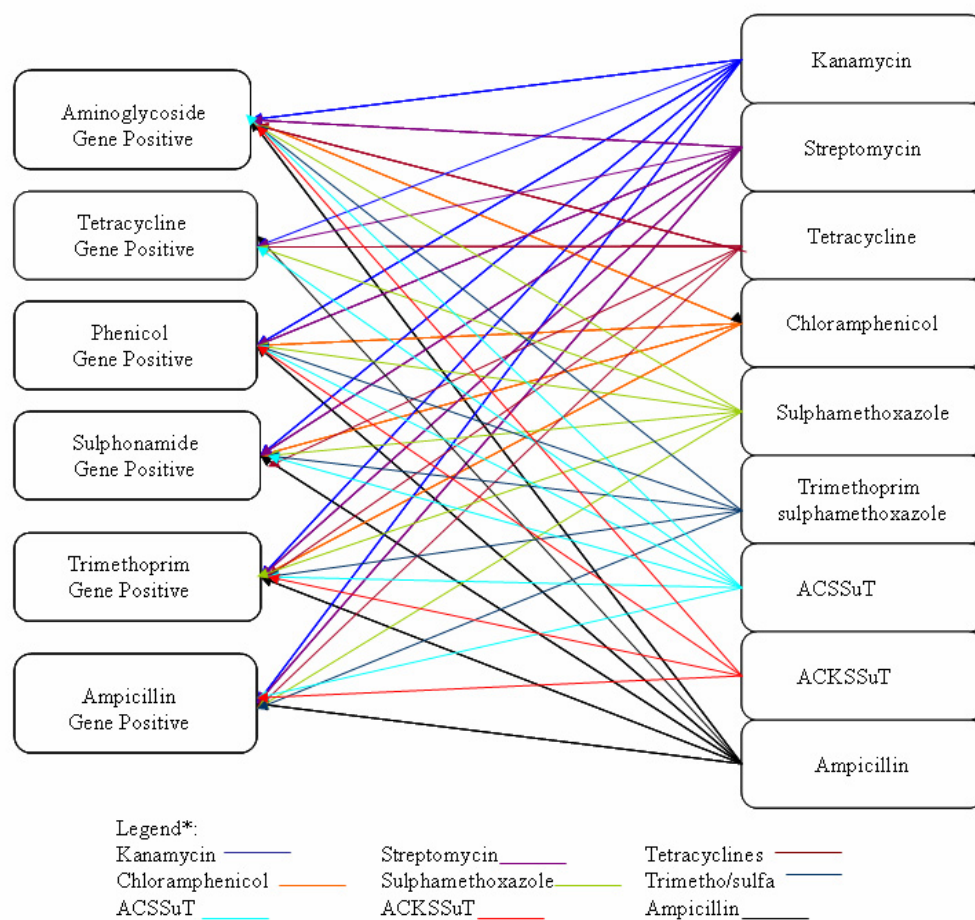 Aminoglycoside
Gene Positive
Tetracycline
Gene Positive
Phenicol
Gene Positive
Sulphonamide
Gene Positive
Trimethoprim
Gene Positive
Ampicillin
Gene Positive
Kanamycin
Streptomycin
Tetracycline
Chloramphenicol
Sulphamethoxazole
Trimethoprim
sulphamethoxazole
ACSSuT
ACKSSuT
Ampicillin
Legend*:
Kanamycin Streptomycin Tetracyclines
Chloramphenicol Sulphamethoxazole Trimetho/sulfa
ACSSuT ACKSSuT Ampicillin